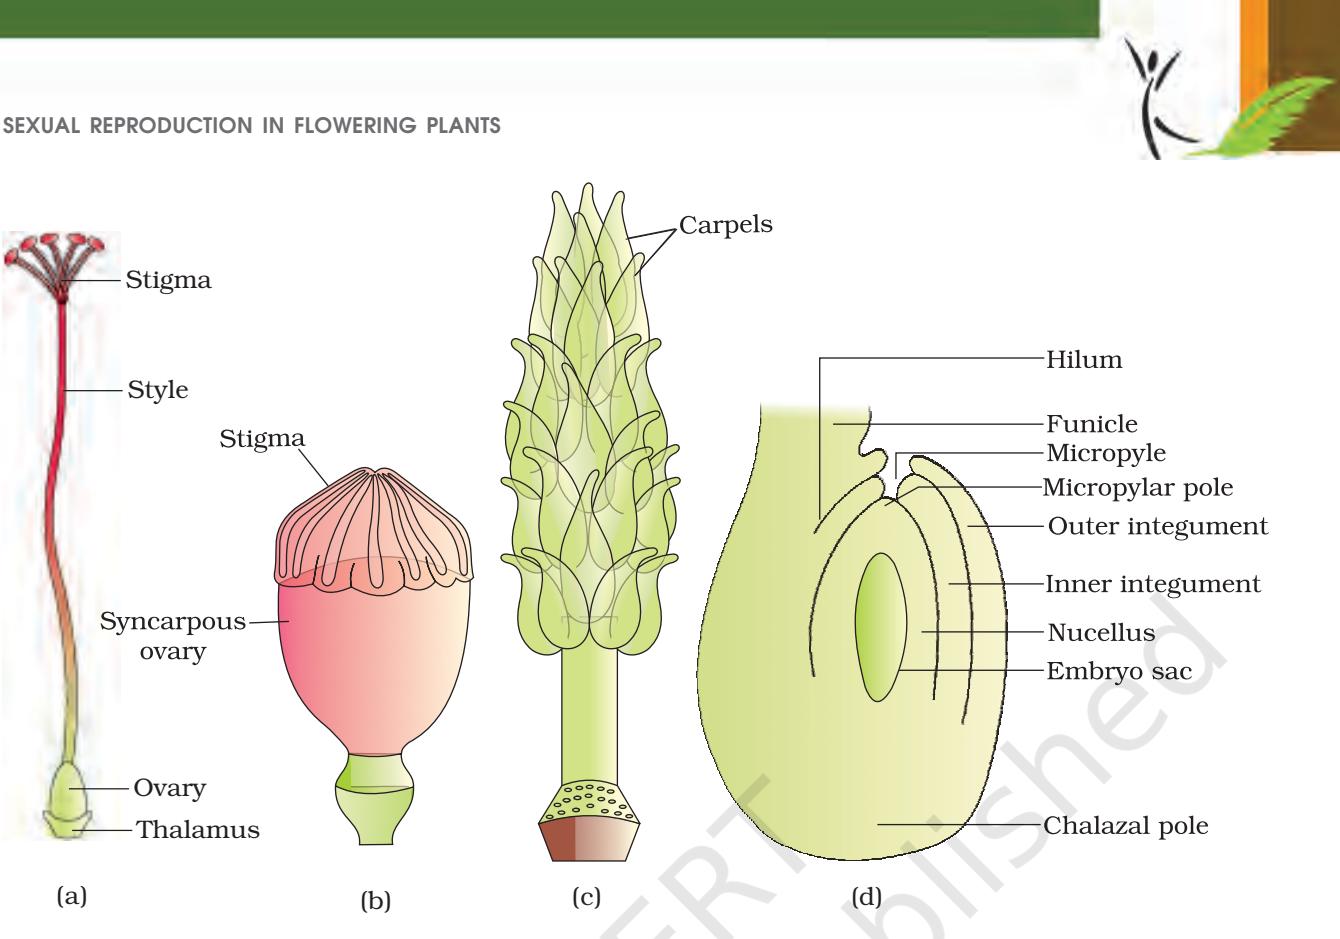 SEXUAL REPRODUCTION IN FLOWERING PLANTS
Stigma
Style
Ovary
Thalamus
(a)
Stigma
Syncarpous
ovary
(b)
Carpels
(c)
Hilum
Funicle
Micropyle
Micropylar pole
Outer integument
Inner integument
Nucellus
Embryo sac
Chalazal pole
(d)